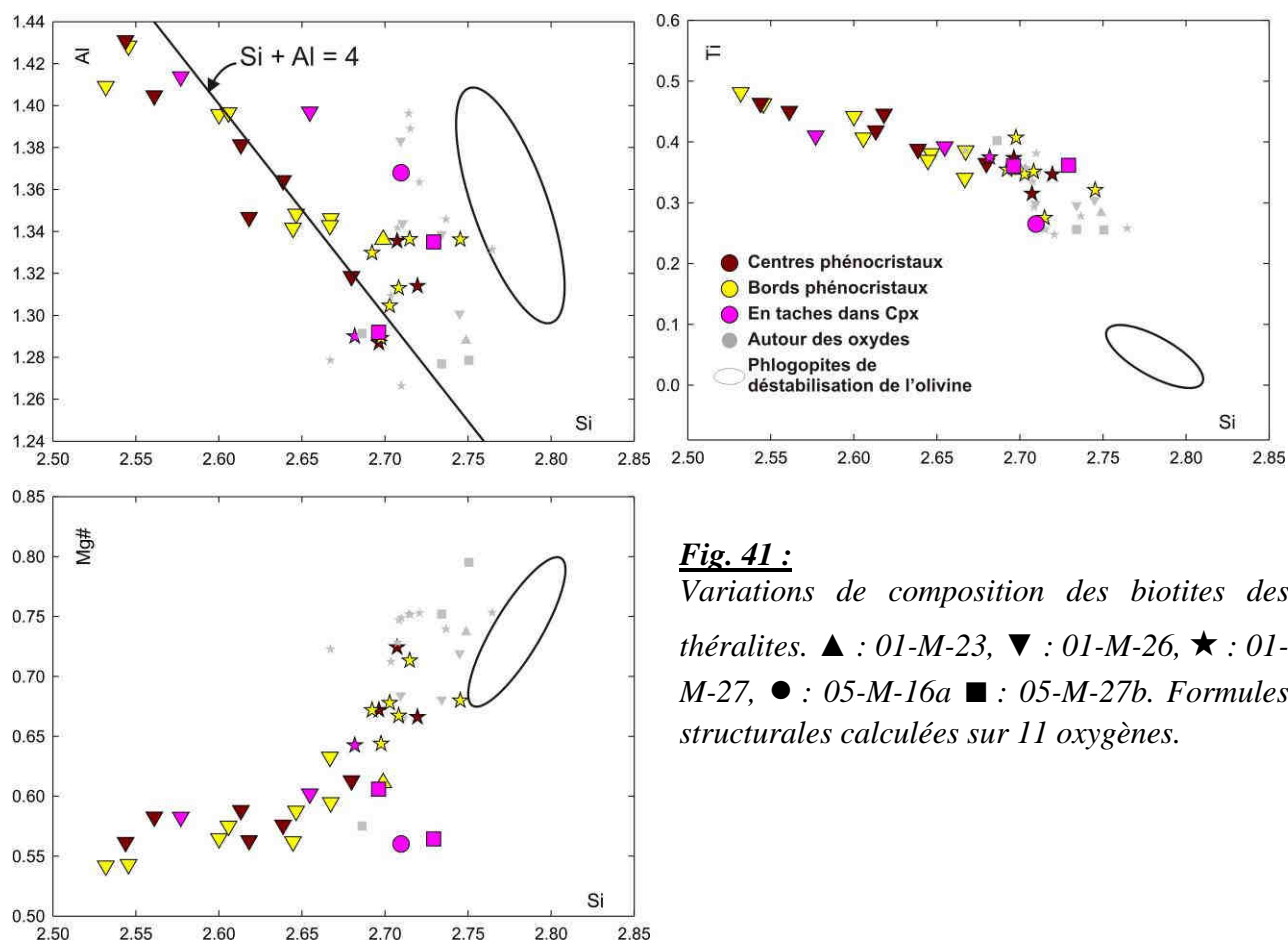 1.44
1.42
1.40
1.38
1.36
1.34
1.32
1.30
1.28
1.26
1.24
Al
Si + Al = 4
Si
2.50 2.55 2.60 2.65 2.70 2.75 2.80 2.85
0.6
0.5
0.4
0.3
0.2
0.1
0.0
Ti
Centres phénocristaux
Bords phénocristaux
En taches dans Cpx
Autour des oxydes
Phlogopites de
déstabilisation de l'olivine
Si
2.50 2.55 2.60 2.65 2.70 2.75 2.80 2.85
0.85
0.80
0.75
0.70
0.65
0.60
0.55
0.50
Mg#
Si
2.50 2.55 2.60 2.65 2.70 2.75 2.80 2.85
Fig. 41 :
Variations de composition des biotites des
théralites. ▲ : 01-M-23, ▼ : 01-M-26, ★ : 01-
M-27, ● : 05-M-16a ■ : 05-M-27b. Formules
structurales calculées sur 11 oxygènes.